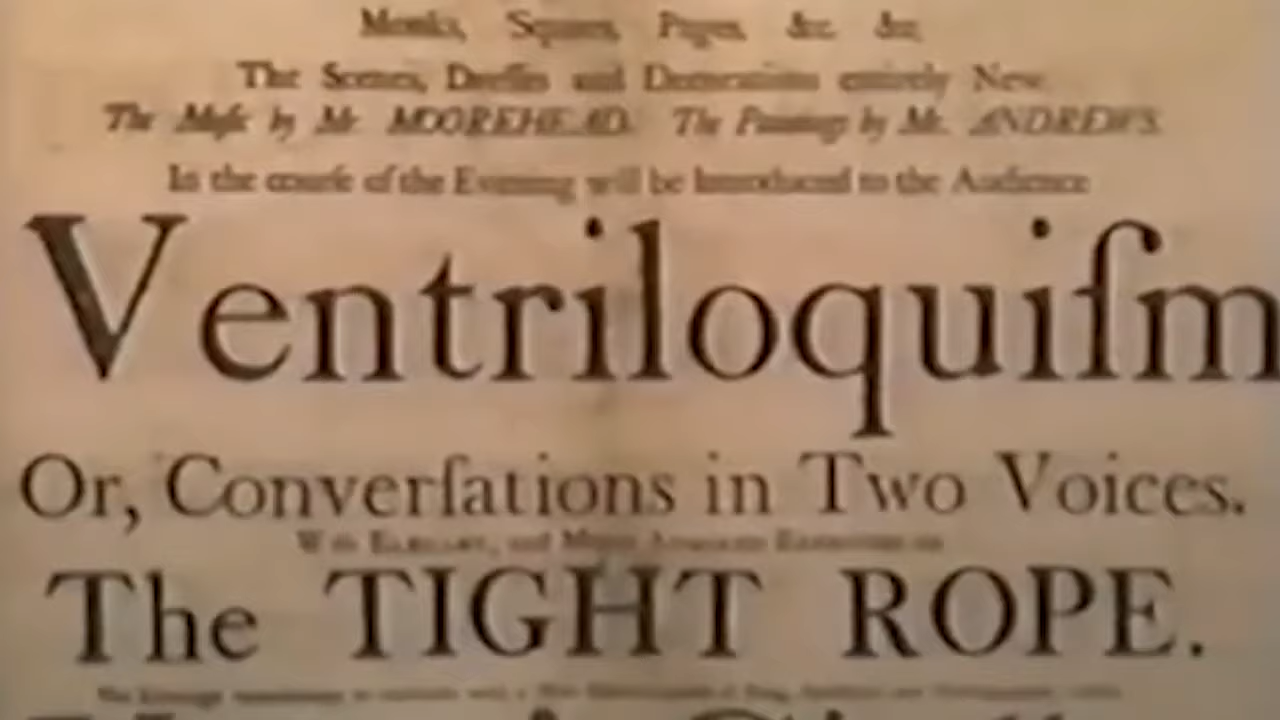 Monks, Squires, Pages, &c. &c.
The Scenes, Dreſſes and Decorations entirely New.
The Muſic by Mr. MOOREHEAD. The Paintings by Mr. ANDREWS.
In the courſe of the Evening will be Introduced to the Audience
Ventriloquiſm
Or, Converſations in Two Voices.
The TIGHT ROPE.